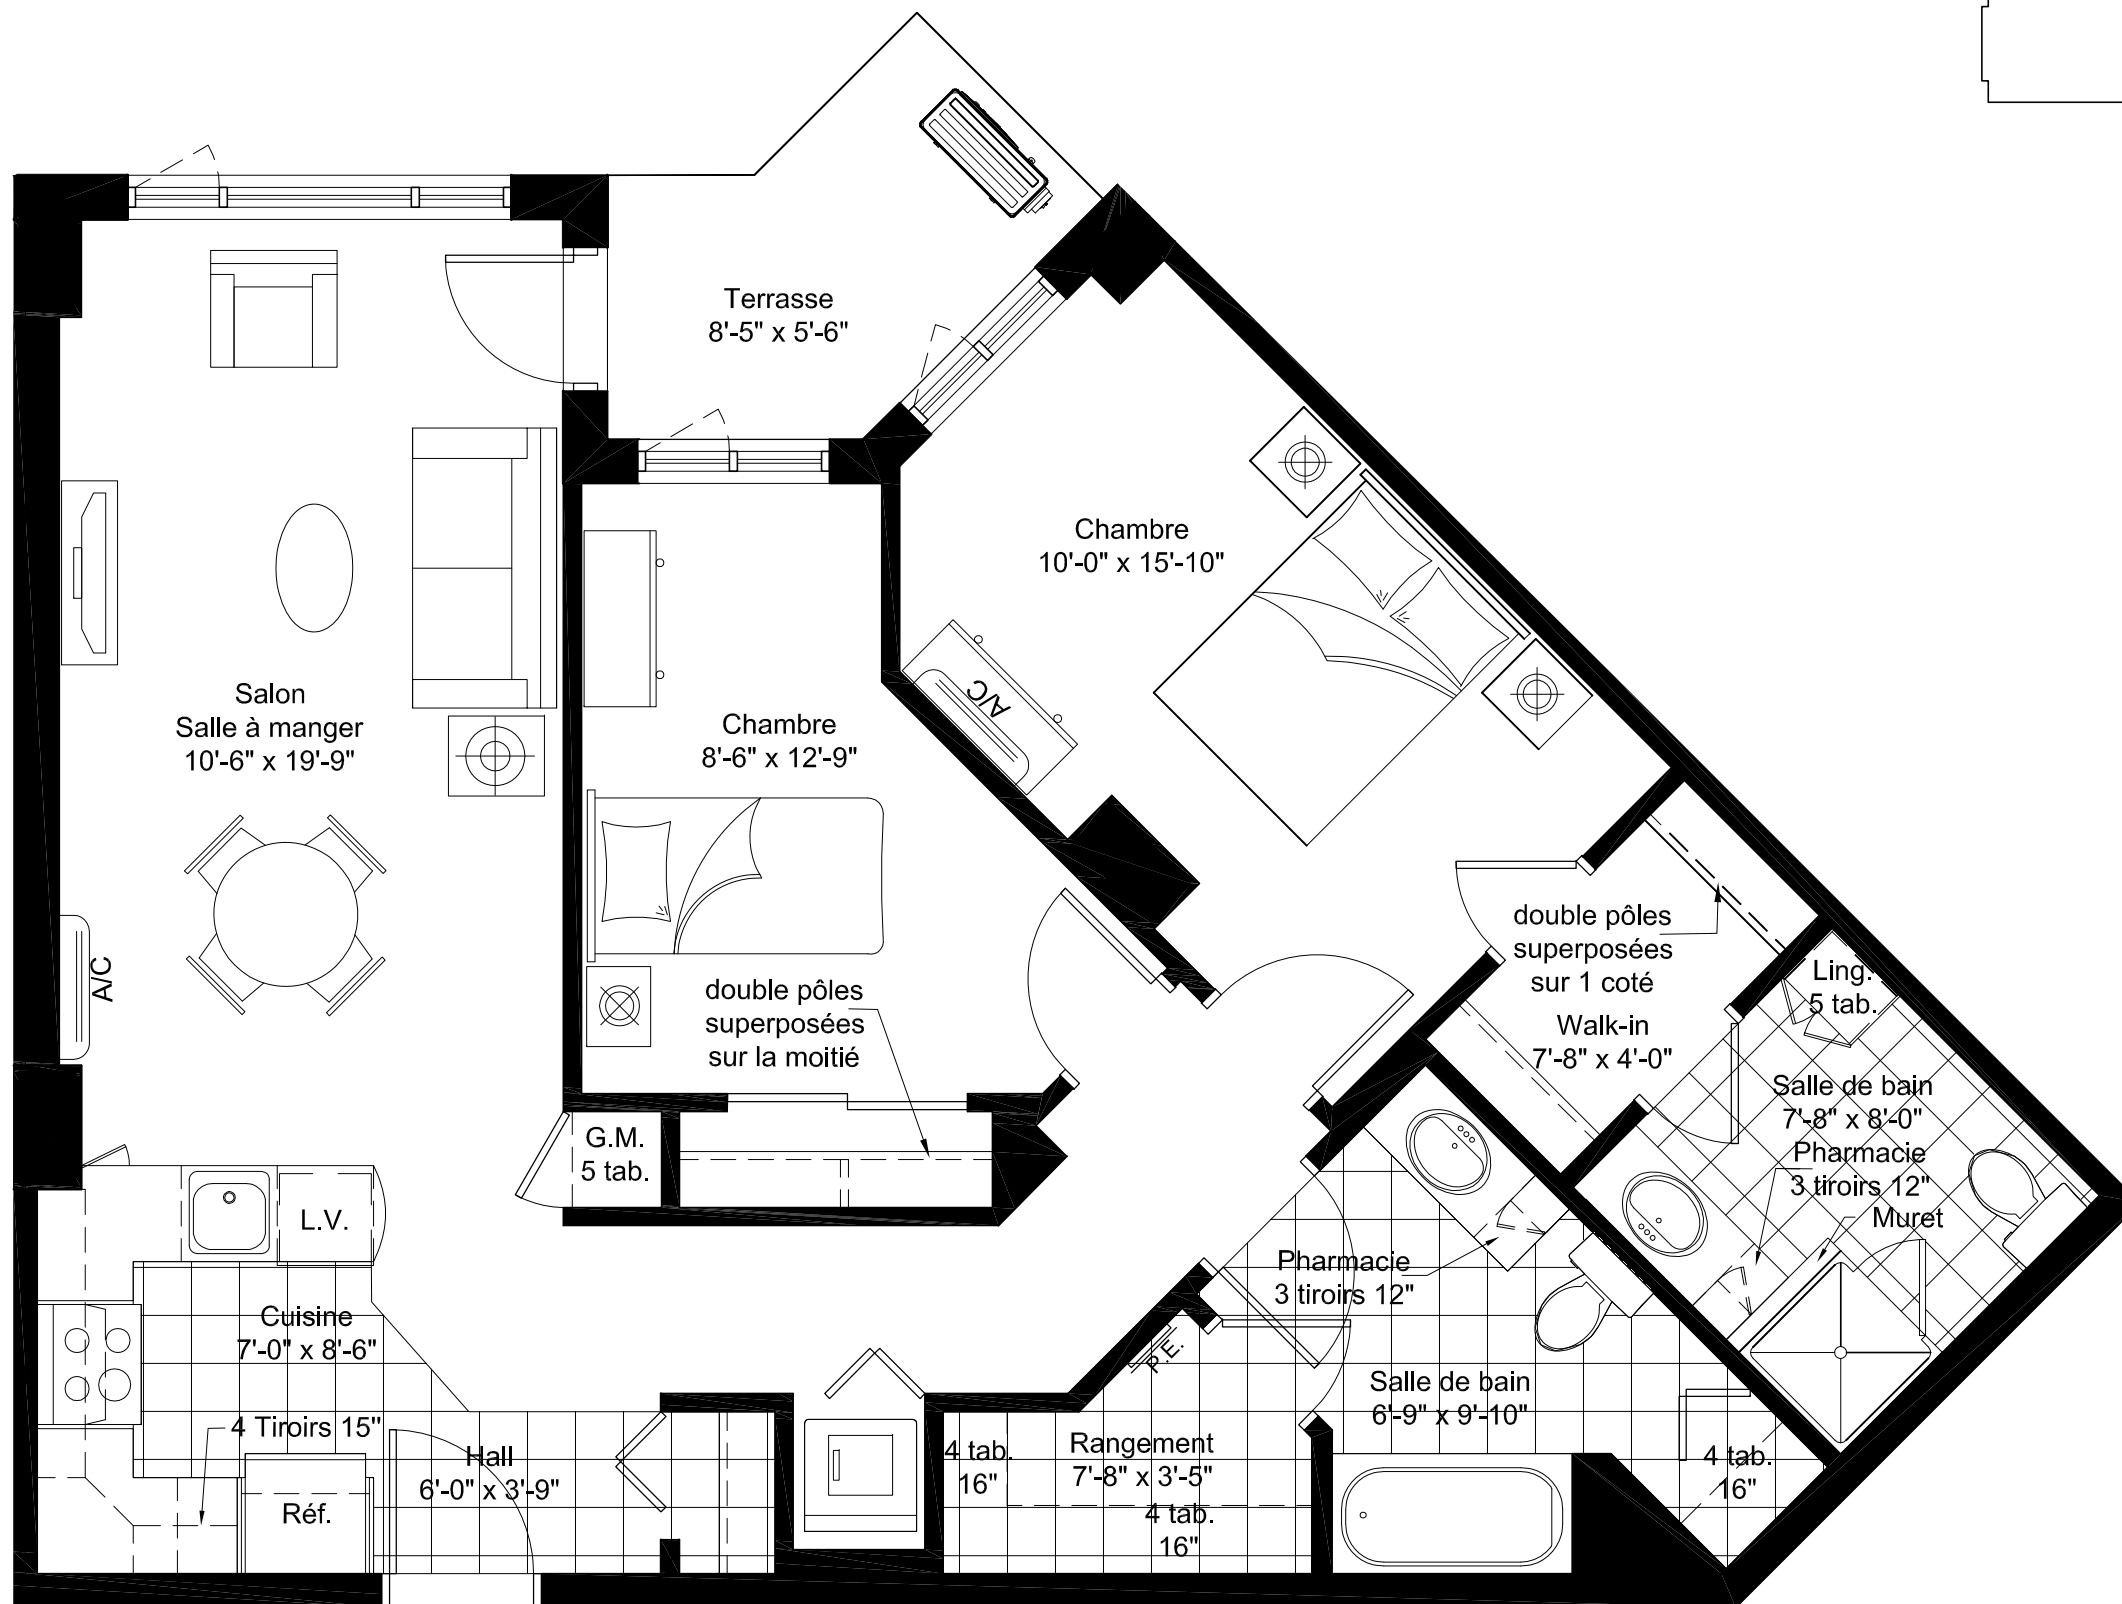 Terrasse
8'-5" x 5'-6"
Chambre
10'-0" x 15'-10"
A/C
Salon
Salle à manger
10'-6" x 19'-9"
Chambre
8'-6" x 12'-9"
A/C
double pôles
superposées
sur la moitié
double pôles
superposées
sur 1 coté
Walk-in
7'-8" x 4'-0"
Ling.
5 tab.
Salle de bain
7'-8" x 8'-0"
Pharmacie
3 tiroirs 12"
Muret
G.M.
5 tab.
L.V.
Cuisine
7'-0" x 8'-6"
4 Tiroirs 15"
Réf.
Hall
6'-0" x 3'-9"
Pharmacie
3 tiroirs 12"
P.E.
Salle de bain
6'-9" x 9'-10"
4 tab.
16"
Rangement
7'-8" x 3'-5"
4 tab.
16"
4 tab.
16"